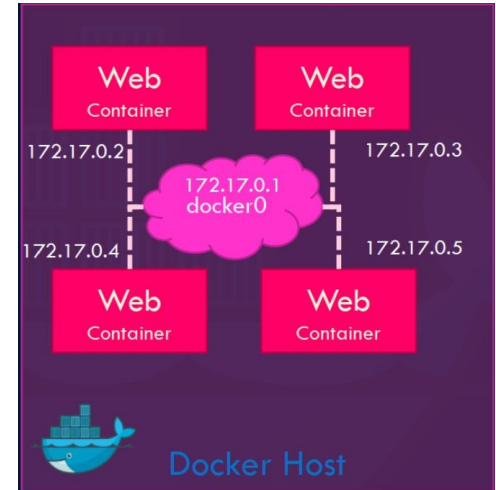 Web
Container
Web
Container
172.17.0.2
172.17.0.3
172.17.0.1
docker0
172.17.0.4
172.17.0.5
Web
Container
Web
Container
Docker Host